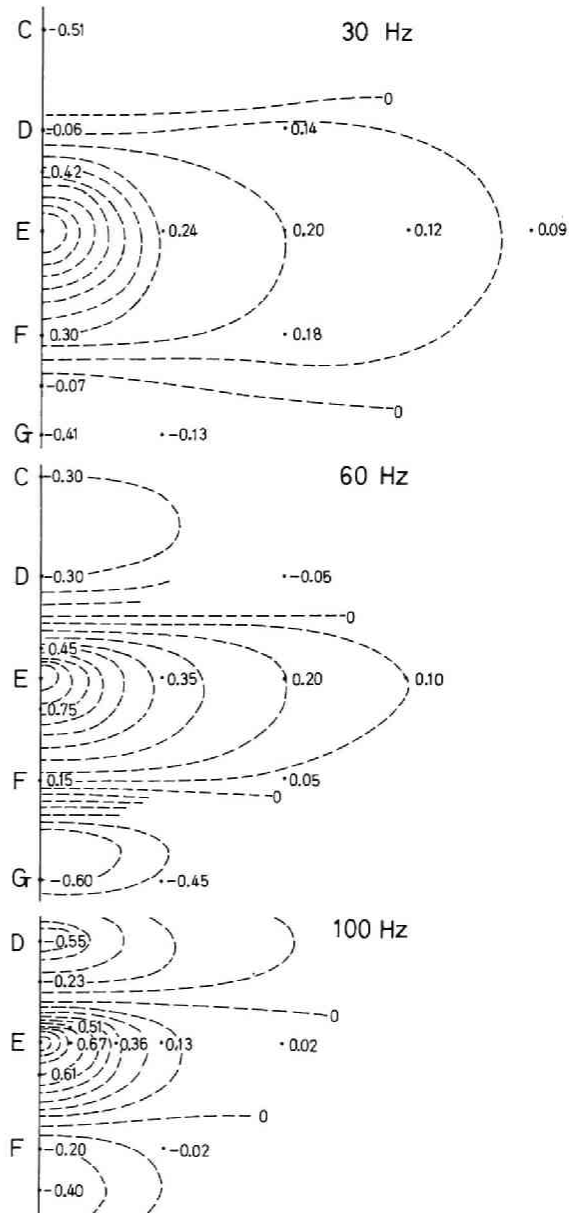 C -0.51 30 Hz
0
D -0.06 0.14
0.42
E 0.24 0.20 0.12 0.09
F 0.30 0.18
-0.07
0
G -0.41 -0.13
C -0.30 60 Hz
D -0.30 -0.05
0
0.45
E 0.35 0.20 0.10
0.75
F 0.15 0.05
0
G -0.60 -0.45
100 Hz
D -0.55
-0.23
0
0.51
E 0.67 0.36 0.13 0.02
0.61
0
F -0.20 -0.02
-0.40